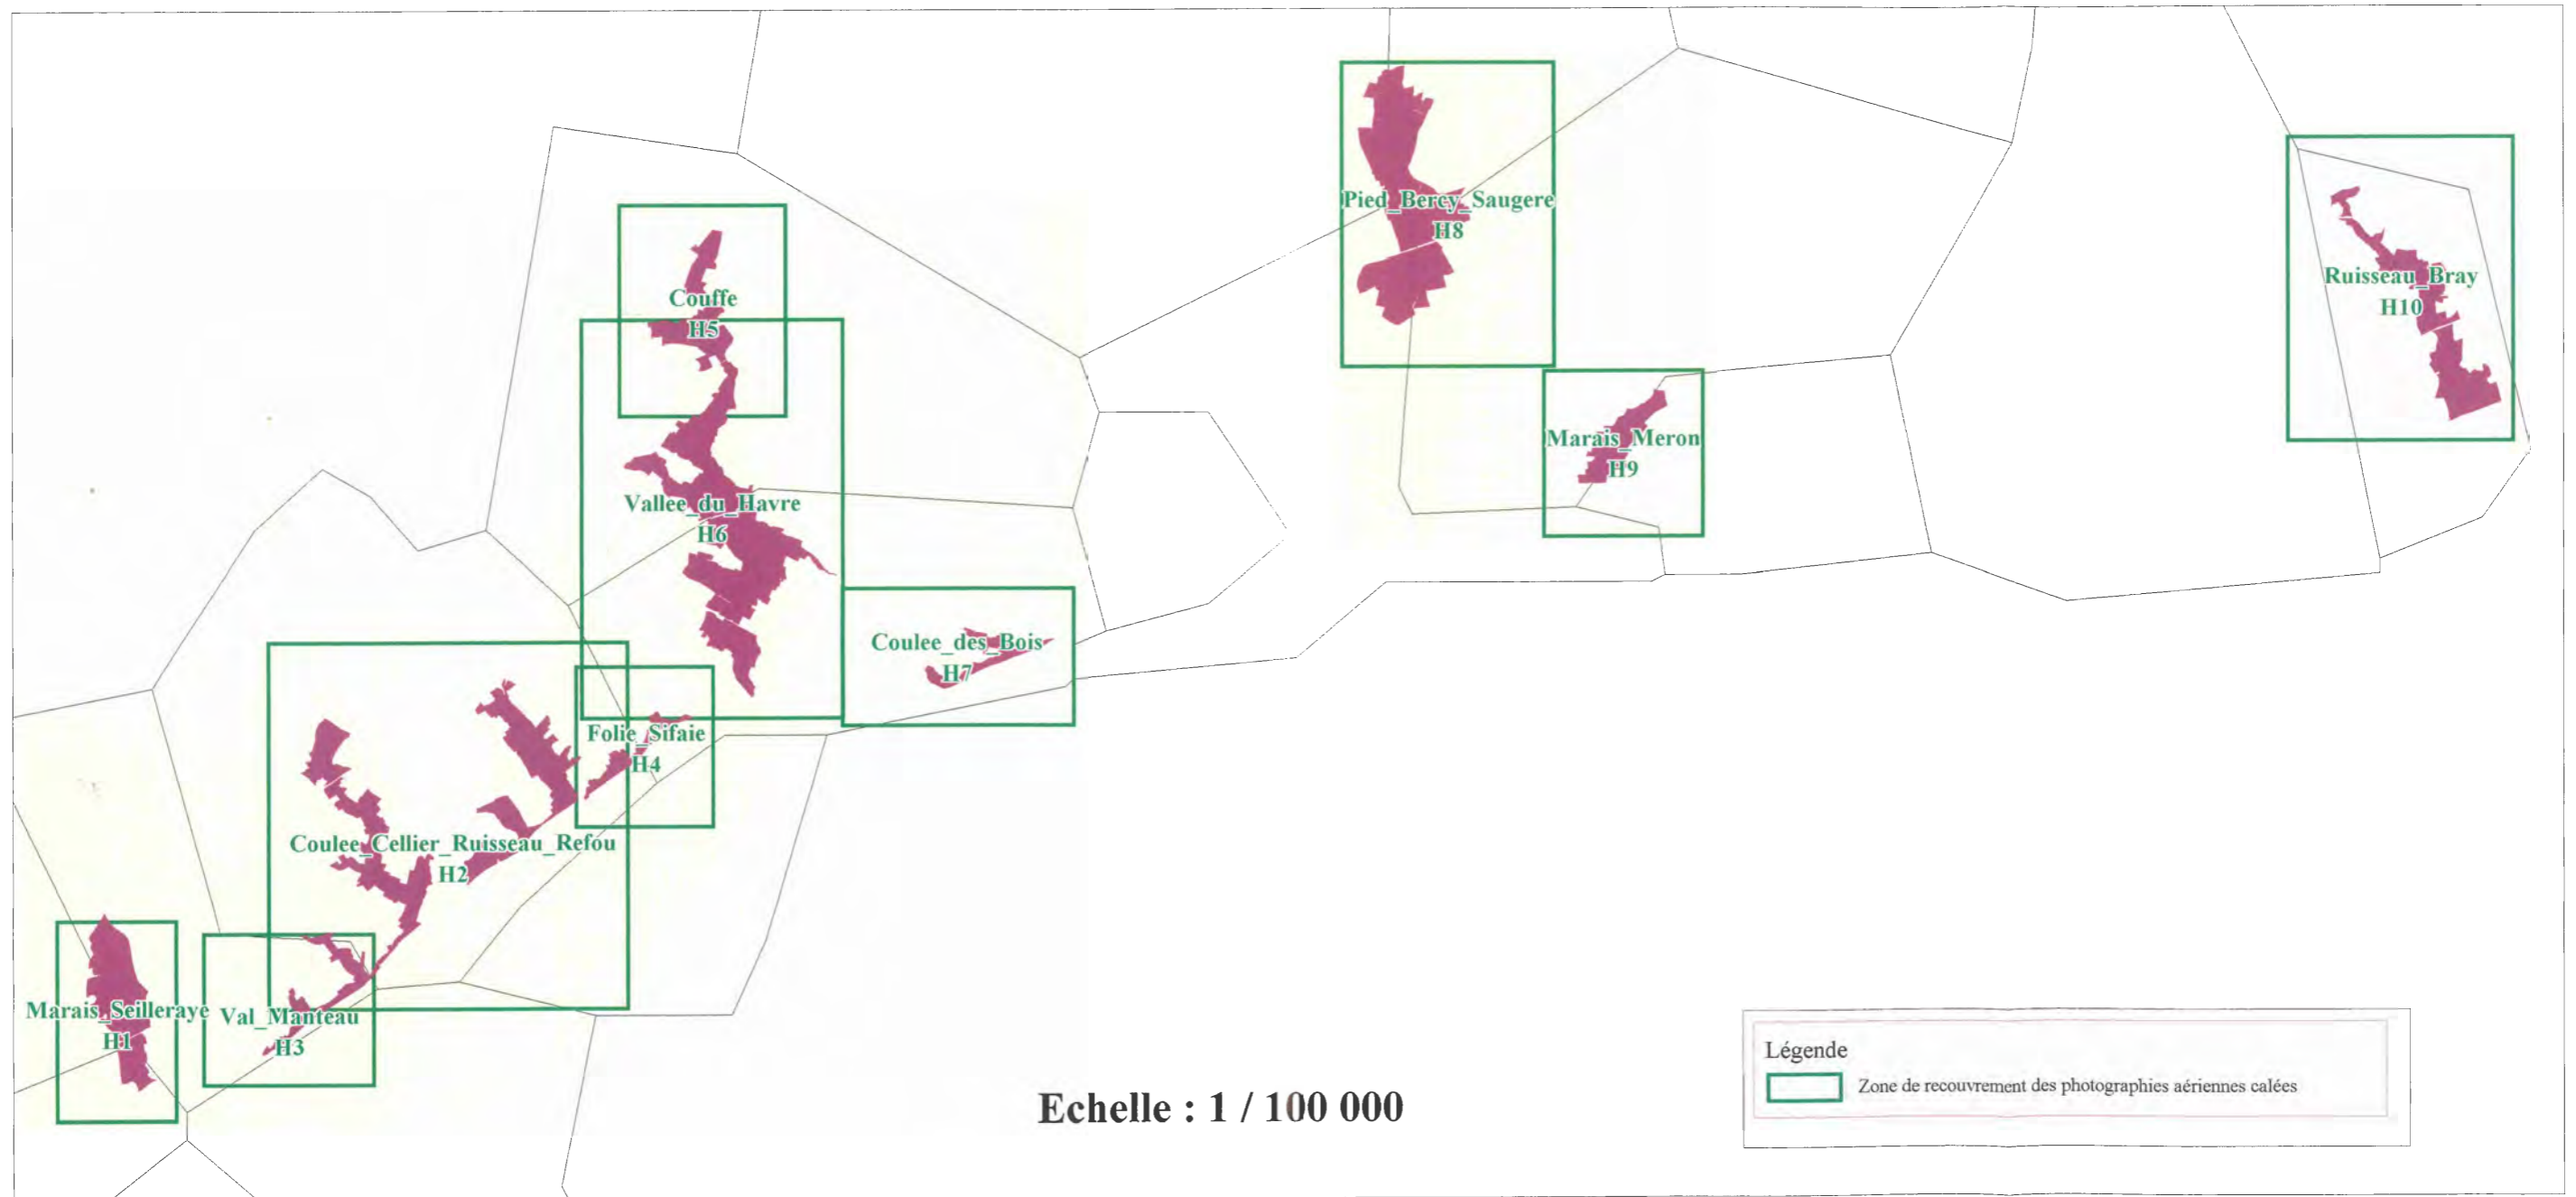 Pied_Bercy_Saugere
H8
Ruisseau_Bray
H10
Couffe
H5
Marais_Meron
H9
Vallee_du_Havre
H6
Coulee_des_Bois
H7
Folie_Sifaie
H4
Coulee_Cellier_Ruisseau_Refou
H2
Marais_Seilleraye
H1
Val_Manteau
H3
Echelle : 1 / 100 000
Légende
Zone de recouvrement des photographies aériennes calées